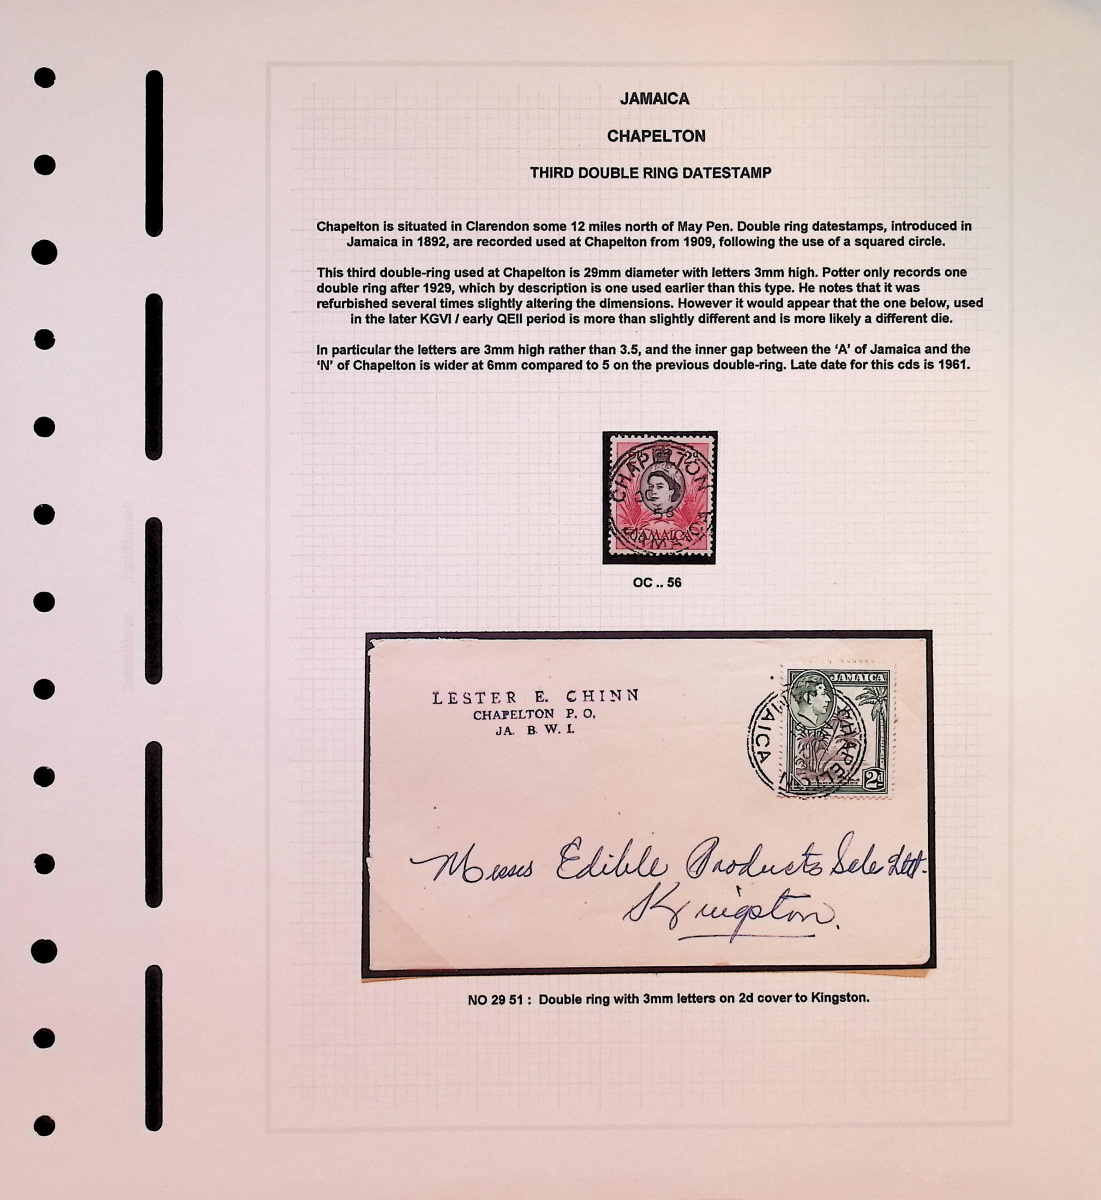 JAMAICA
CHAPELTON
THIRD DOUBLE RING DATESTAMP
Chapelton is situated in Clarendon some 12 miles north of May Pen. Double ring datestamps, introduced in
Jamaica in 1892, are recorded used at Chapelton from 1909, following the use of a squared circle.
This third double-ring used at Chapelton is 29mm diameter with letters 3mm high. Potter only records one
double ring after 1929, which by description is one used earlier than this type. He notes that it was
refurbished several times slightly altering the dimensions. However it would appear that the one below, used
in the later KGVI / early QEII period is more than slightly different and is more likely a different die.
In particular the letters are 3mm high rather than 3.5, and the inner gap between the ‘A’ of Jamaica and the
‘N’ of Chapelton is wider at 6mm compared to 5 on the previous double-ring. Late date for this cds is 1961.
CHAPELTON
OC
56
JAMAICA
JAMAICA
OC .. 56
LESTER E. CHINN
CHAPELTON P. O.
JA. B. W. I.
JAMAICA
CHAPELTON
JAMAICA
2d
Messes Edible Products Sele Dett.
Kingston.
NO 29 51 : Double ring with 3mm letters on 2d cover to Kingston.